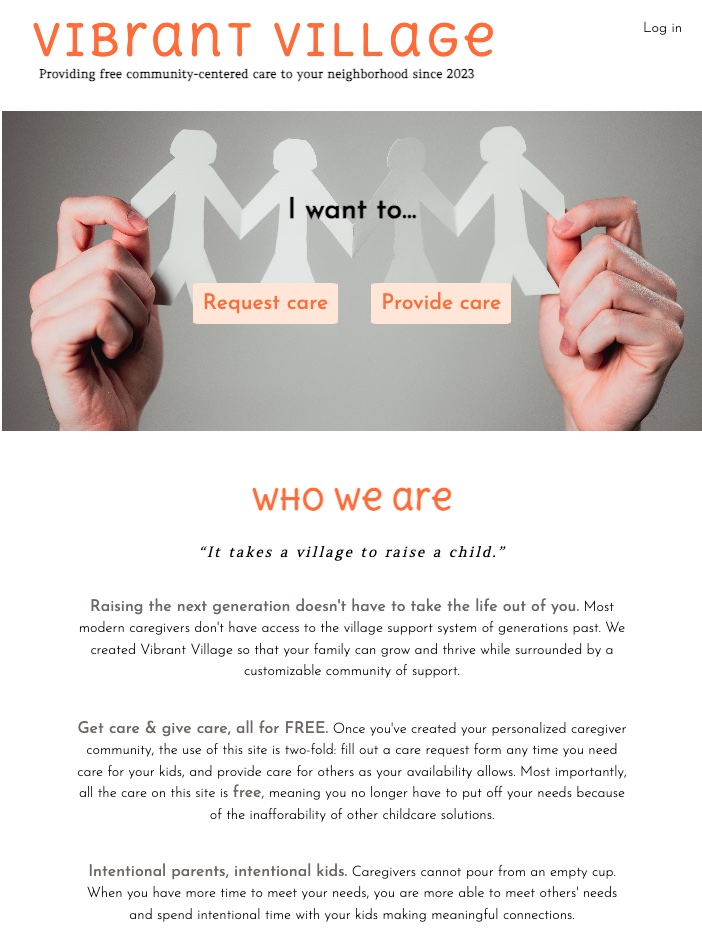 VIBRANT VILLAGE
Log in
Providing free community-centered care to your neighborhood since 2023
I want to...
Request care
Provide care
WHO WE ARE
“It takes a village to raise a child.”
Raising the next generation doesn't have to take the life out of you. Most
modern caregivers don't have access to the village support system of generations past. We
created Vibrant Village so that your family can grow and thrive while surrounded by a
customizable community of support.
Get care & give care, all for FREE. Once you've created your personalized caregiver
community, the use of this site is two-fold: fill out a care request form any time you need
care for your kids, and provide care for others as your availability allows. Most importantly,
all the care on this site is free, meaning you no longer have to put off your needs because
of the inafforability of other childcare solutions.
Intentional parents, intentional kids. Caregivers cannot pour from an empty cup.
When you have more time to meet your needs, you are more able to meet others' needs
and spend intentional time with your kids making meaningful connections.